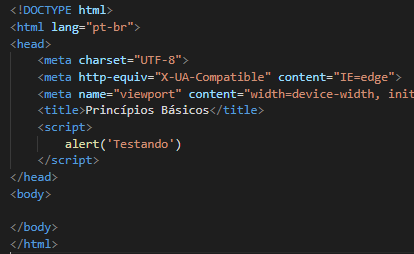 <!DOCTYPE html>
<html lang="pt-br">
<head>
    <meta charset="UTF-8">
    <meta http-equiv="X-UA-Compatible" content="IE=edge">
    <meta name="viewport" content="width=device-width, init
    <title>Princípios Básicos</title>
    <script>
        alert('Testando')
    </script>
</head>
<body>

</body>
</html>